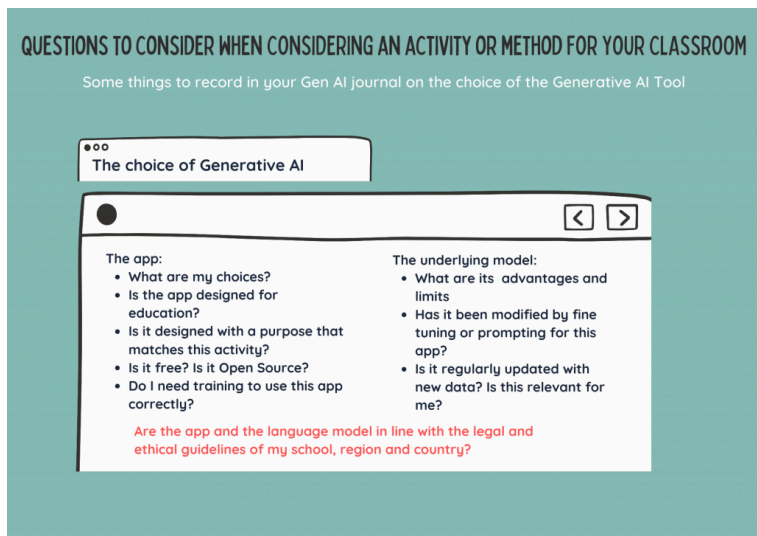 QUESTIONS TO CONSIDER WHEN CONSIDERING AN ACTIVITY OR METHOD FOR YOUR CLASSROOM
Some things to record in your Gen AI journal on the choice of the Generative AI Tool
The choice of Generative AI
The app:
• What are my choices?
• Is the app designed for
education?
• Is it designed with a purpose that
matches this activity?
• Is it free? Is it Open Source?
• Do I need training to use this app
correctly?
The underlying model:
• What are its advantages and
limits
• Has it been modified by fine
tuning or prompting for this
app?
• Is it regularly updated with
new data? Is this relevant for
me?
Are the app and the language model in line with the legal and
ethical guidelines of my school, region and country?